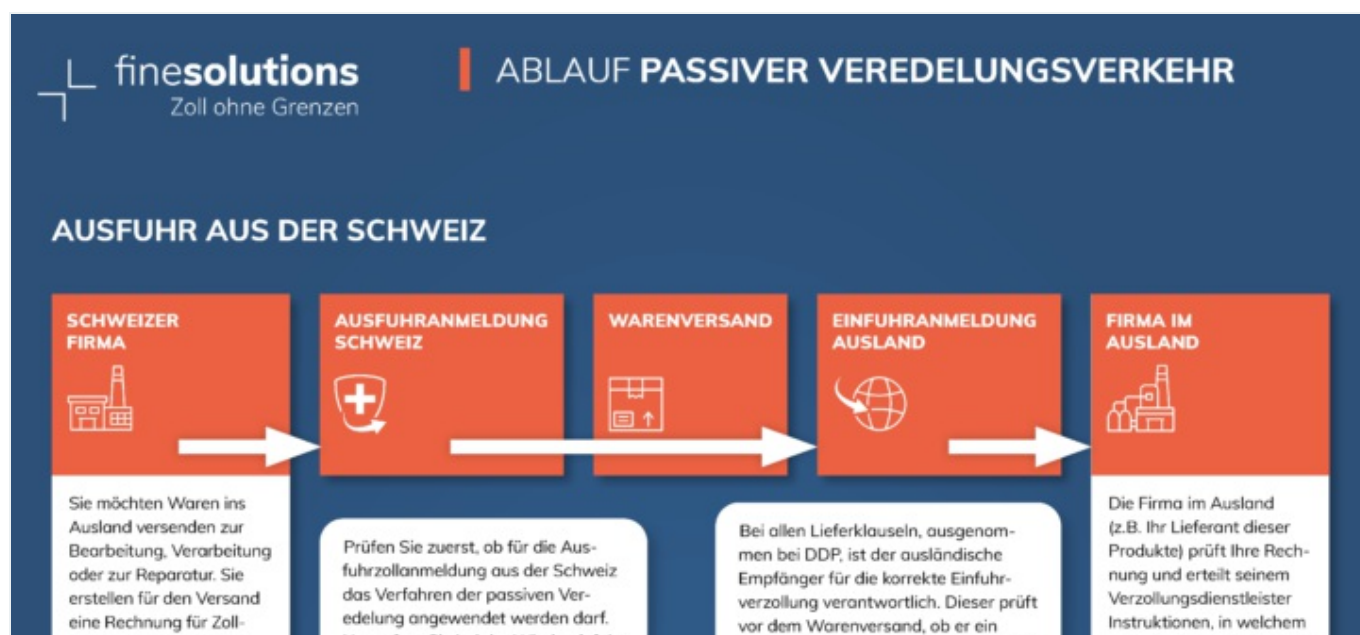 finesolutions
Zoll ohne Grenzen
ABLAUF PASSIVER VEREDELUNGSVERKEHR
AUSFUHR AUS DER SCHWEIZ
SCHWEIZER
FIRMA
Sie möchten Waren ins
Ausland versenden zur
Bearbeitung, Verarbeitung
oder zur Reparatur. Sie
erstellen für den Versand
eine Rechnung für Zoll-
AUSFUHRANMELDUNG
SCHWEIZ
Prüfen Sie zuerst, ob für die Aus-
fuhrzollanmeldung aus der Schweiz
das Verfahren der passiven Ver-
edelung angewendet werden darf.
WARENVERSAND
EINFUHRANMELDUNG
AUSLAND
Bei allen Lieferklauseln, ausgenom-
men bei DDP, ist der ausländische
Empfänger für die korrekte Einfuhr-
verzollung verantwortlich. Dieser prüft
vor dem Warenversand, ob er ein
FIRMA IM
AUSLAND
Die Firma im Ausland
(z.B. Ihr Lieferant dieser
Produkte) prüft Ihre Rech-
nung und erteilt seinem
Verzollungsdienstleister
Instruktionen, in welchem